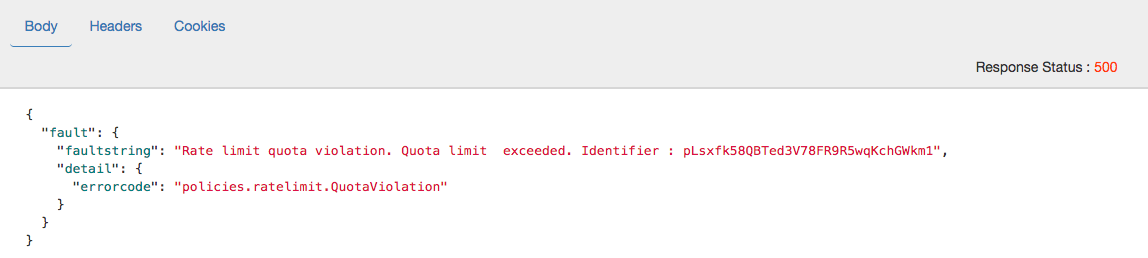 Body Headers Cookies
Response Status : 500
{
"fault": {
"faultstring": "Rate limit quota violation. Quota limit  exceeded. Identifier : pLsxfk58QBTed3V78FR9R5wqKchGWkm1",
"detail": {
"errorcode": "policies.ratelimit.QuotaViolation"
}
}
}